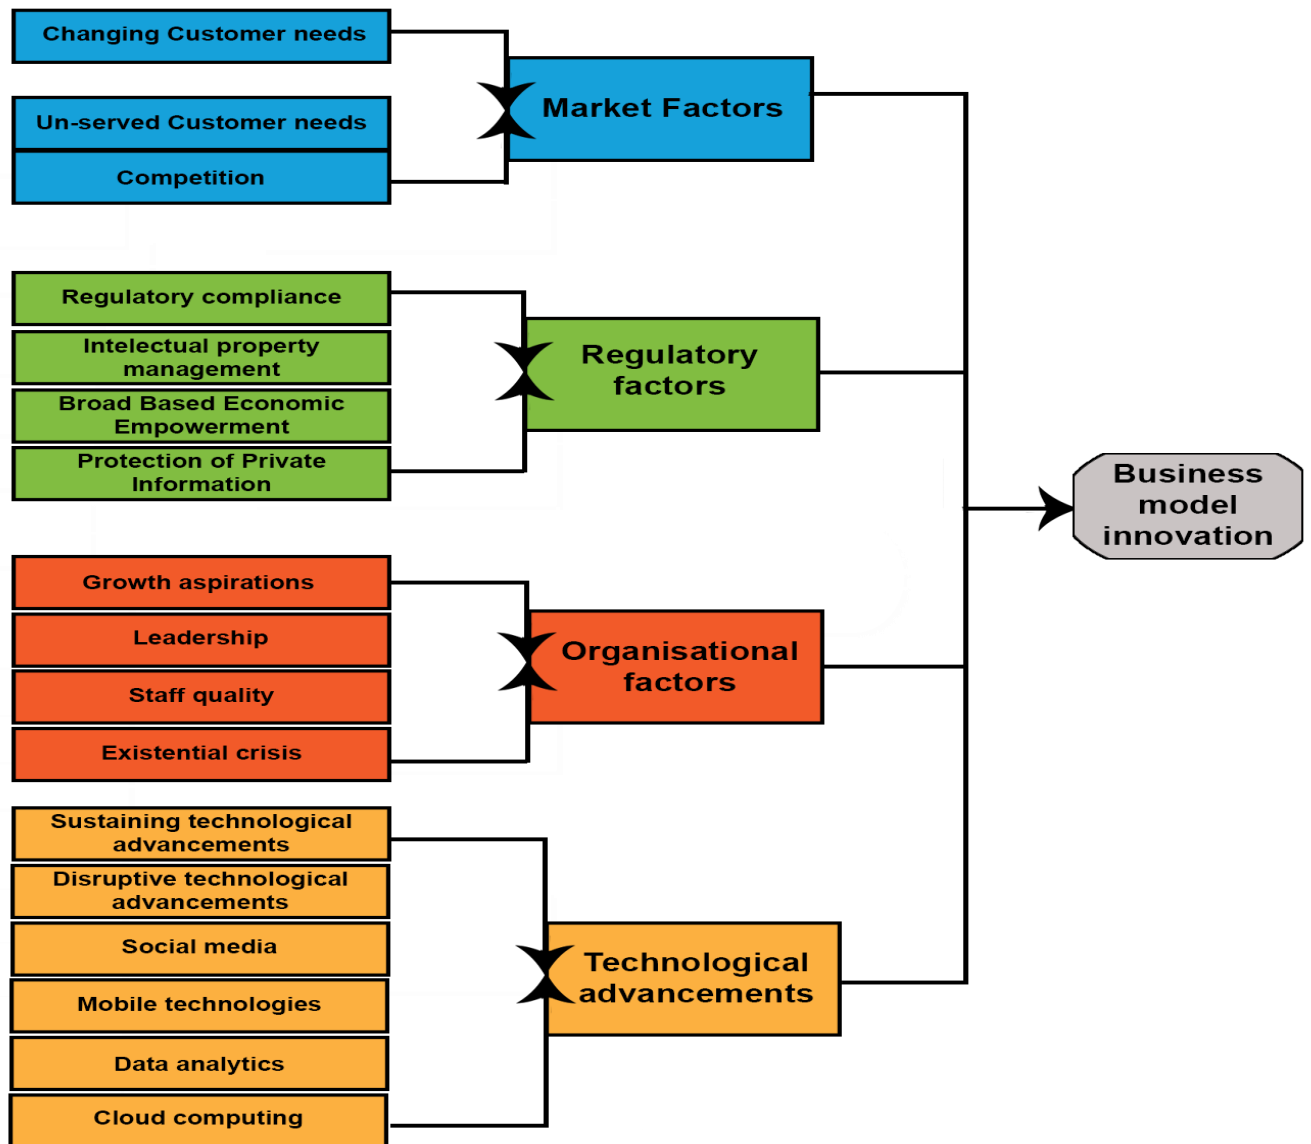 Changing Customer needs
Un-served Customer needs
Competition
Market Factors
Regulatory compliance
Intelectual property
management
Broad Based Economic
Empowerment
Protection of Private
Information
Regulatory
factors
Growth aspirations
Leadership
Staff quality
Existential crisis
Organisational
factors
Sustaining technological
advancements
Disruptive technological
advancements
Social media
Mobile technologies
Data analytics
Cloud computing
Technological
advancements
Business
model
innovation